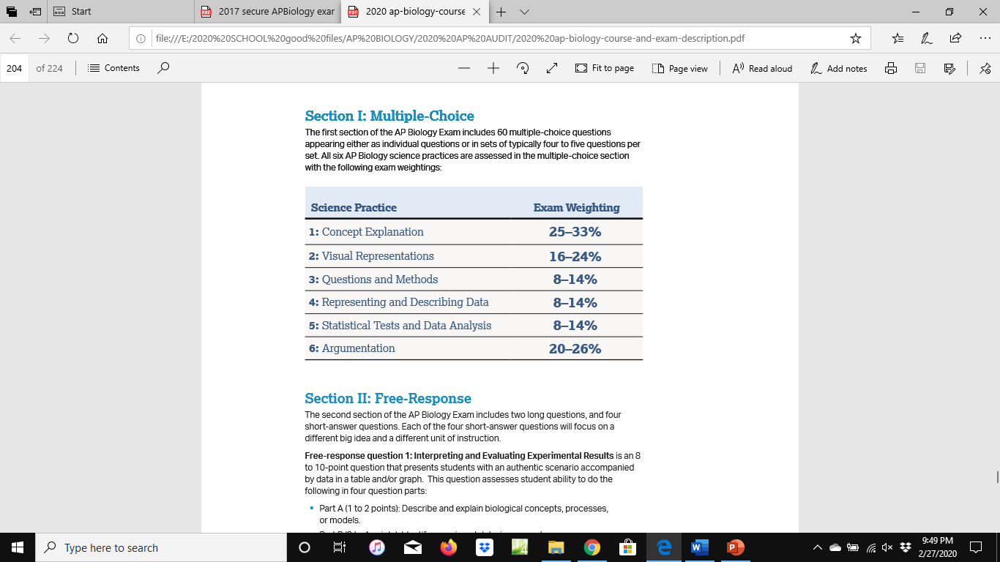 Start
2017 secure APBiology exar
2020 ap-biology-course
file:///E:/2020%20SCHOOL%20good%20files/AP%20BIOLOGY/2020%20AP%20AUDIT/2020%20ap-biology-course-and-exam-description.pdf
204 of 224
Contents
Fit to page
Page view
Read aloud
Add notes
Section I: Multiple-Choice
The first section of the AP Biology Exam includes 60 multiple-choice questions
appearing either as individual questions or in sets of typically four to five questions per
set. All six AP Biology science practices are assessed in the multiple-choice section
with the following exam weightings:
Science Practice Exam Weighting
1: Concept Explanation 25–33%
2: Visual Representations 16–24%
3: Questions and Methods 8–14%
4: Representing and Describing Data 8–14%
5: Statistical Tests and Data Analysis 8–14%
6: Argumentation 20–26%
Section II: Free-Response
The second section of the AP Biology Exam includes two long questions, and four
short-answer questions. Each of the four short-answer questions will focus on a
different big idea and a different unit of instruction.
Free-response question 1: Interpreting and Evaluating Experimental Results is an 8
to 10-point question that presents students with an authentic scenario accompanied
by data in a table and/or graph. This question assesses student ability to do the
following in four question parts:
▪ Part A (1 to 2 points): Describe and explain biological concepts, processes,
or models.
Type here to search
9:49 PM
2/27/2020